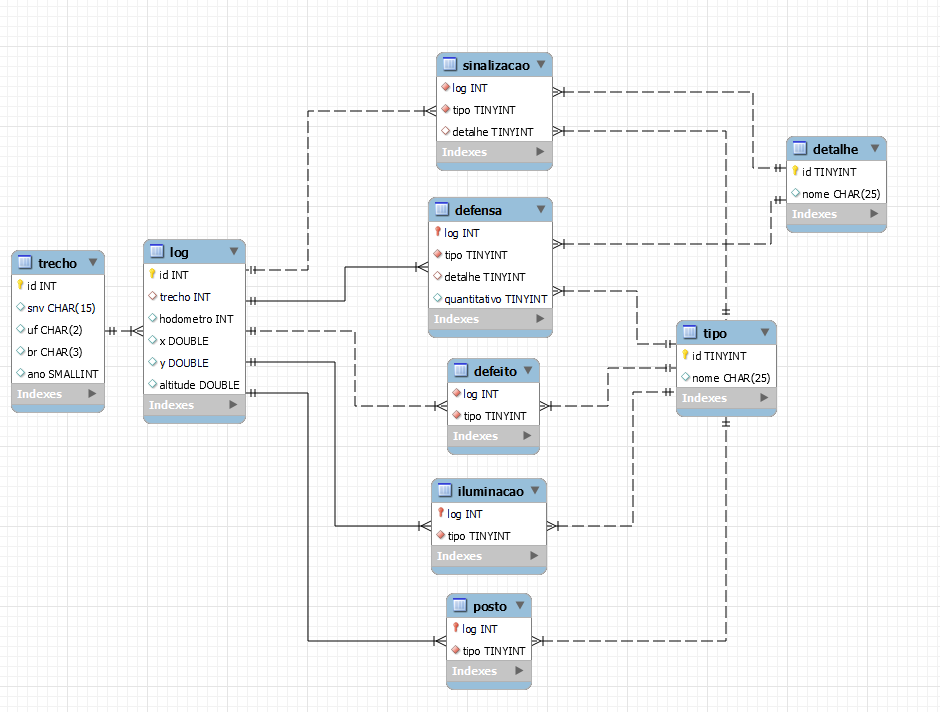 sinalizacao
log INT
tipo TINYINT
detalhe TINYINT
Indexes
detalhe
id TINYINT
nome CHAR(25)
Indexes
defensa
log INT
tipo TINYINT
detalhe TINYINT
quantitativo TINYINT
Indexes
trecho
id INT
snv CHAR(15)
uf CHAR(2)
br CHAR(3)
ano SMALLINT
Indexes
log
id INT
trecho INT
hodometro INT
x DOUBLE
y DOUBLE
altitude DOUBLE
Indexes
tipo
id TINYINT
nome CHAR(25)
Indexes
defeito
log INT
tipo TINYINT
Indexes
iluminacao
log INT
tipo TINYINT
Indexes
posto
log INT
tipo TINYINT
Indexes